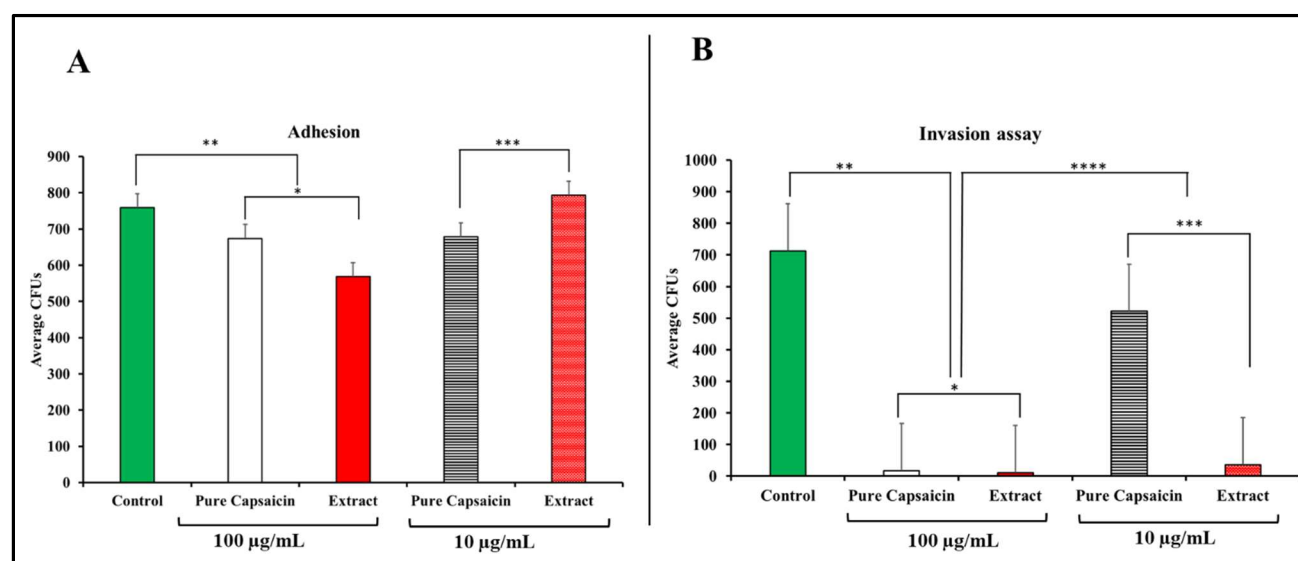 A
Adhesion
Average CFUs
900
800
700
600
500
400
300
200
100
0
**
*
***
Control
Pure Capsaicin
Extract
Pure Capsaicin
Extract
100 µg/mL
10 µg/mL
B
Invasion assay
Average CFUs
1000
900
800
700
600
500
400
300
200
100
0
**
****
***
*
Control
Pure Capsaicin
Extract
Pure Capsaicin
Extract
100 µg/mL
10 µg/mL